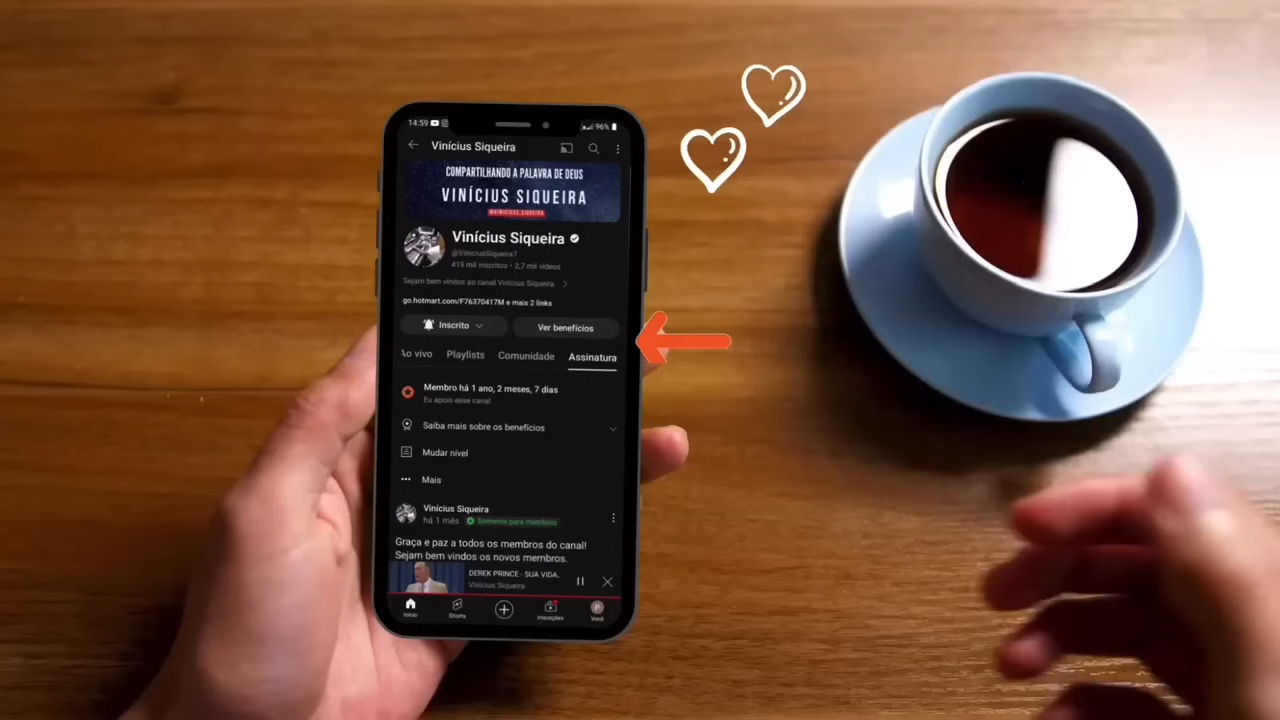 14:59
96%
Vinícius Siqueira
COMPARTILHANDO A PALAVRA DE DEUS
VINÍCIUS SIQUEIRA
@VINICIUS SIQUEIRA
Vinícius Siqueira
@ViniciusSiqueira7
419 mil inscritos • 2,7 mil vídeos
Sejam bem vindos ao canal Vinícius Siqueira
go.hotmart.com/F76370417M e mais 2 links
Inscrito
Ver benefícios
Ao vivo Playlists Comunidade Assinatura
Membro há 1 ano, 2 meses, 7 dias
Eu apoio esse canal
Saiba mais sobre os benefícios
Mudar nível
Mais
Vinícius Siqueira
há 1 mês Somente para membros
Graça e paz a todos os membros do canal!
Sejam bem vindos os novos membros.
DEREK PRINCE - SUA VIDA.
Vinícius Siqueira
Início Shorts Inscrições Você
P